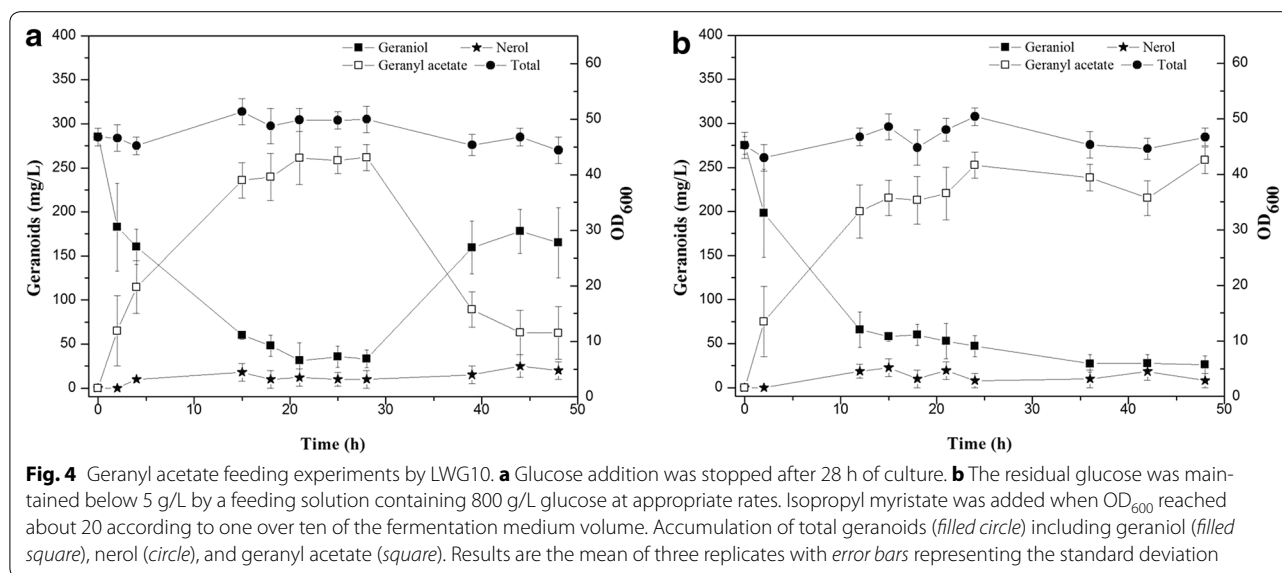 a
Geraniol
Nerol
Geranyl acetate
Total
400
350
300
250
200
150
100
50
0
Geranoids (mg/L)
60
50
40
30
20
10
0
OD600
0
10
20
30
40
50
Time (h)
b
Geraniol
Nerol
Geranyl acetate
Total
400
350
300
250
200
150
100
50
0
Geranoids (mg/L)
60
50
40
30
20
10
0
OD600
0
10
20
30
40
50
Time (h)
Fig. 4 Geranyl acetate feeding experiments by LWG10. a Glucose addition was stopped after 28 h of culture. b The residual glucose was main-
tained below 5 g/L by a feeding solution containing 800 g/L glucose at appropriate rates. Isopropyl myristate was added when OD600 reached
about 20 according to one over ten of the fermentation medium volume. Accumulation of total geranoids (filled circle) including geraniol (filled
square), nerol (circle), and geranyl acetate (square). Results are the mean of three replicates with error bars representing the standard deviation